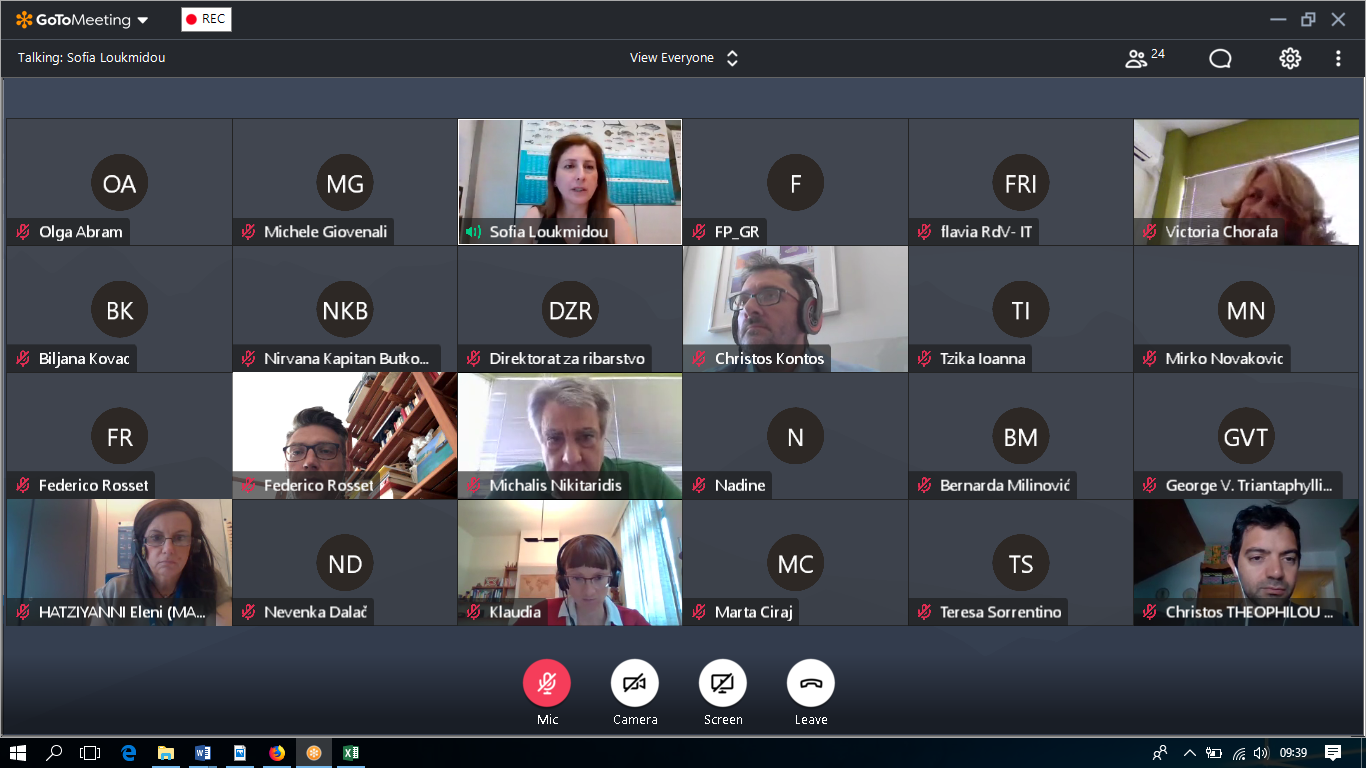 GoToMeeting
REC
Talking: Sofia Loukmidou
View Everyone
24
OA
Olga Abram
MG
Michele Giovenali
Sofia Loukmidou
F
FP_GR
FRI
flavia RdV- IT
Victoria Chorafa
BK
Biljana Kovac
NKB
Nirvana Kapitan Butko...
DZR
Direktorat za ribarstvo
Christos Kontos
TI
Tzika Ioanna
MN
Mirko Novakovic
FR
Federico Rosset
Federico Rosset
Michalis Nikitaridis
N
Nadine
BM
Bernarda Milinović
GVT
George V. Triantaphylli...
HATZIYANNI Eleni (MA...
ND
Nevenka Dalač
Klaudia
MC
Marta Ciraj
TS
Teresa Sorrentino
Christos THEOPHILOU ...
Mic
Camera
Screen
Leave
09:39